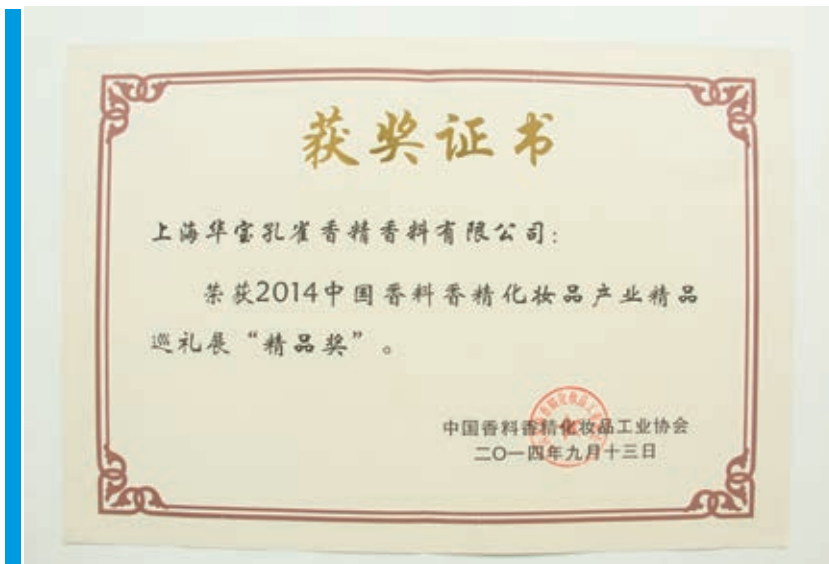 获奖证书
上海华宝孔雀香精香料有限公司：
荣获2014中国香料香精化妆品产业精品
巡礼展“精品奖”。
中国香料香精化妆品工业协会
二〇一四年九月十三日